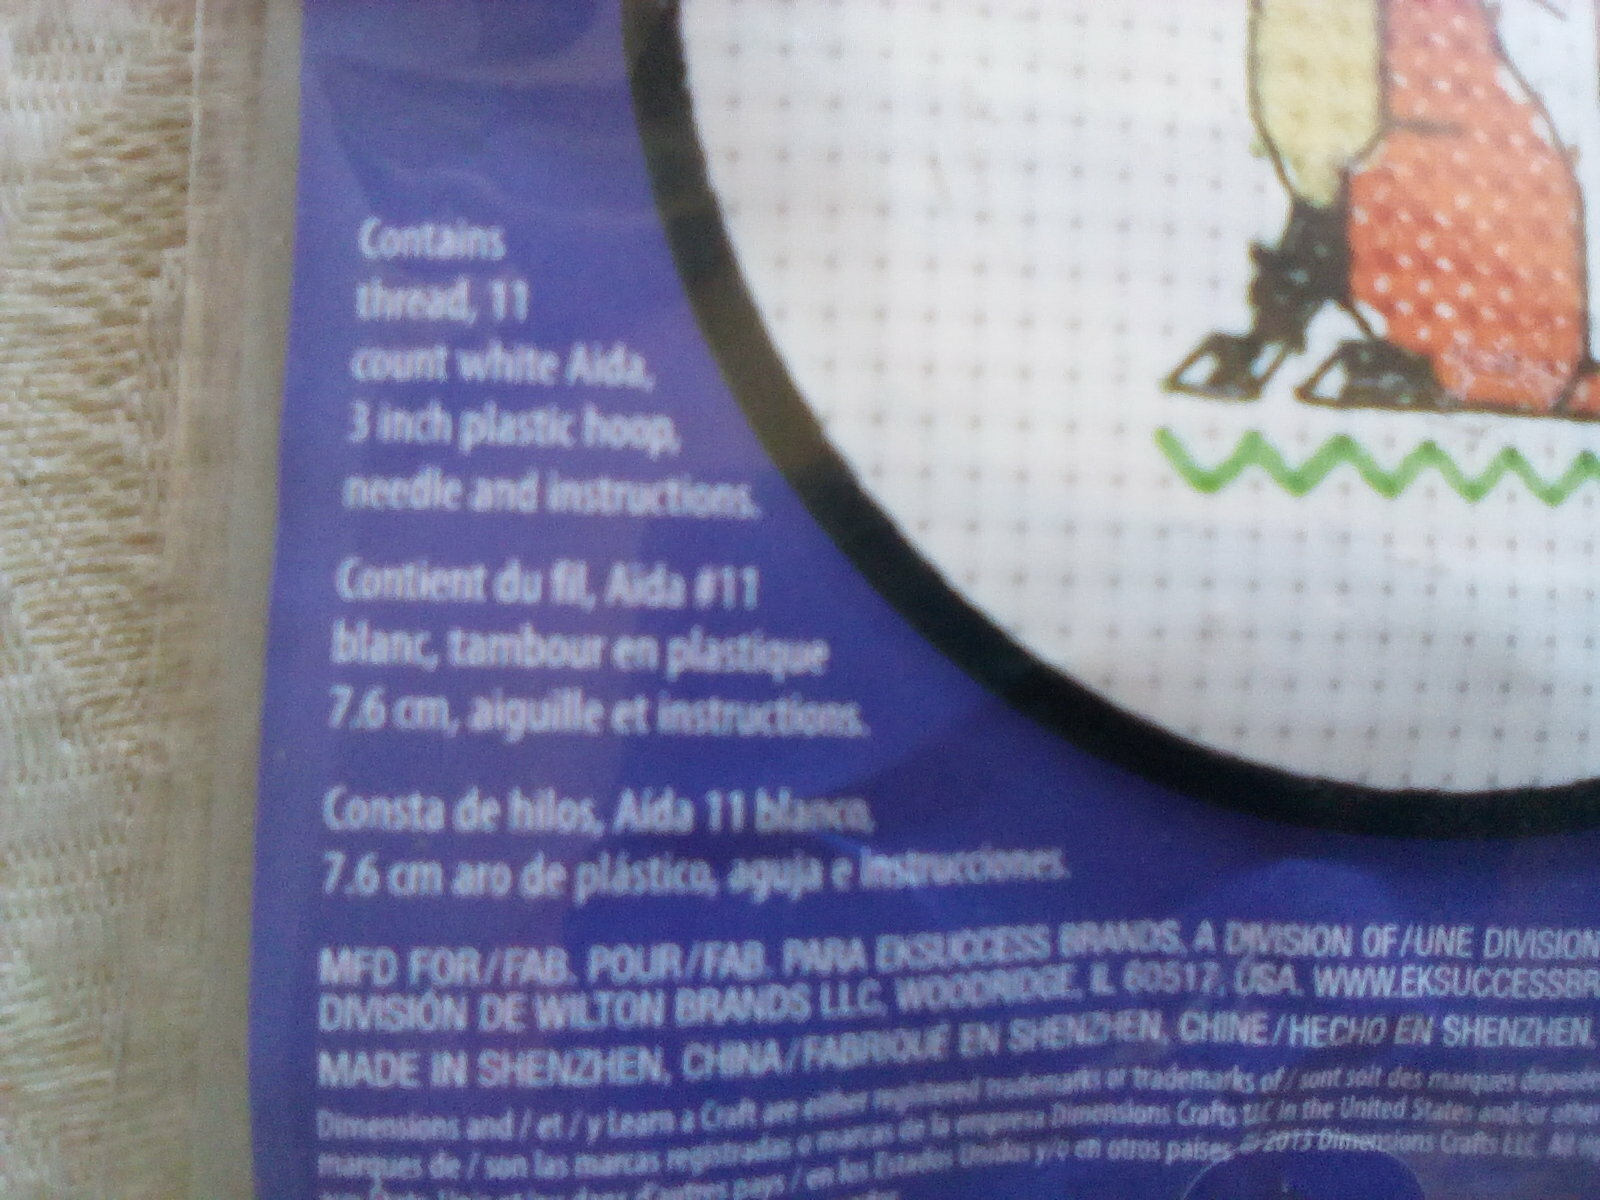 Contains
thread, 11
count white Aida,
3 inch plastic hoop,
needle and instructions.
Contient du fil, Aida #11
blanc, tambour en plastique
7.6 cm, aiguille et instructions.
Consta de hilos, Aida 11 blanco,
7.6 cm aro de plástico, aguja e instrucciones.
MFD FOR/FAB. POUR/FAB. PARA EKSUCCESS BRANDS, A DIVISION OF/UNE DIVISION
DIVISIÓN DE WILTON BRANDS LLC, WOODRIDGE, IL 60517, USA. WWW.EKSUCCESSBR
MADE IN SHENZHEN, CHINA/FABRIQUÉ EN SHENZHEN, CHINE/HECHO EN SHENZHEN,
Dimensions and / et / y Learn a Craft are either registered trademarks or trademarks of / sont soit des marques
marques de / son las marcas registradas o marcas de la empresa Dimensions Crafts LLC in the United States and/or
d'autres pays / en los Estados Unidos y/o en otros países. © 2013 Dimensions Crafts LLC. All